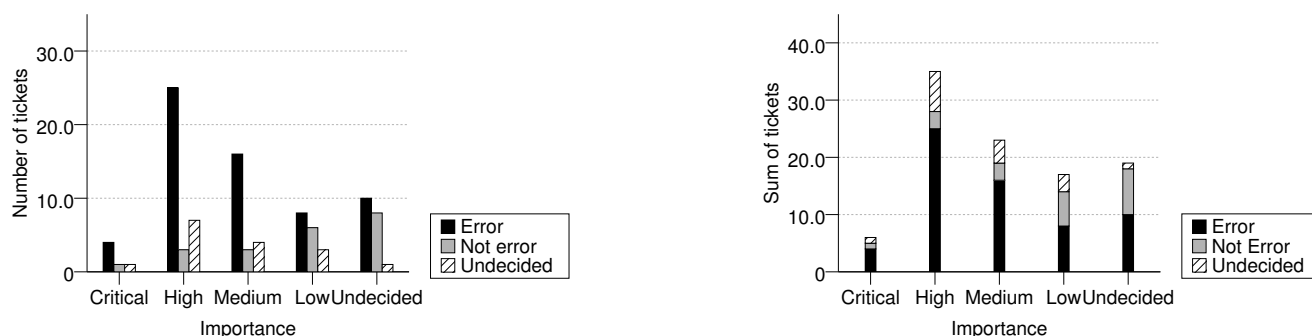 Number of tickets
30.0
20.0
10.0
0
Critical High Medium Low Undecided
Importance
Error
Not error
Undecided
Sum of tickets
40.0
30.0
20.0
10.0
0
Critical High Medium Low Undecided
Importance
Error
Not Error
Undecided